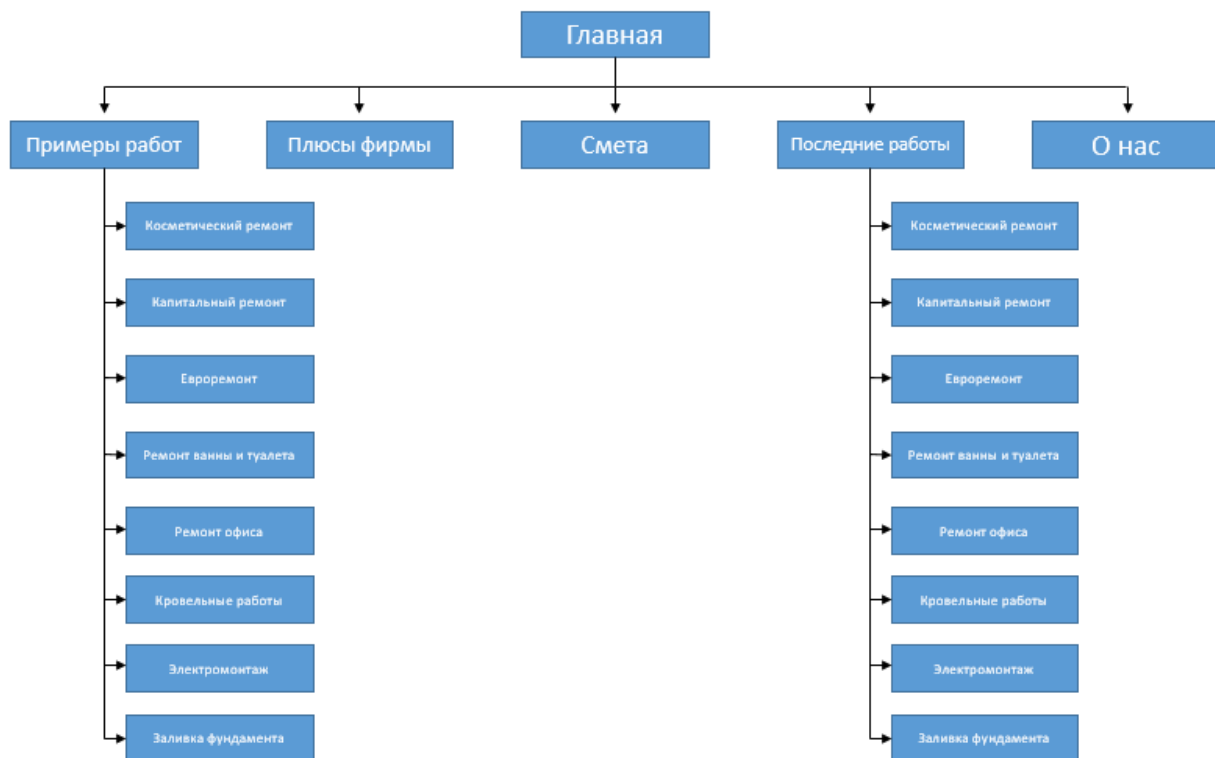 Главная
Примеры работ
Плюсы фирмы
Смета
Последние работы
О нас
Косметический ремонт
Капитальный ремонт
Евроремонт
Ремонт ванны и туалета
Ремонт офиса
Кровельные работы
Электромонтаж
Заливка фундамента
Косметический ремонт
Капитальный ремонт
Евроремонт
Ремонт ванны и туалета
Ремонт офиса
Кровельные работы
Электромонтаж
Заливка фундамента